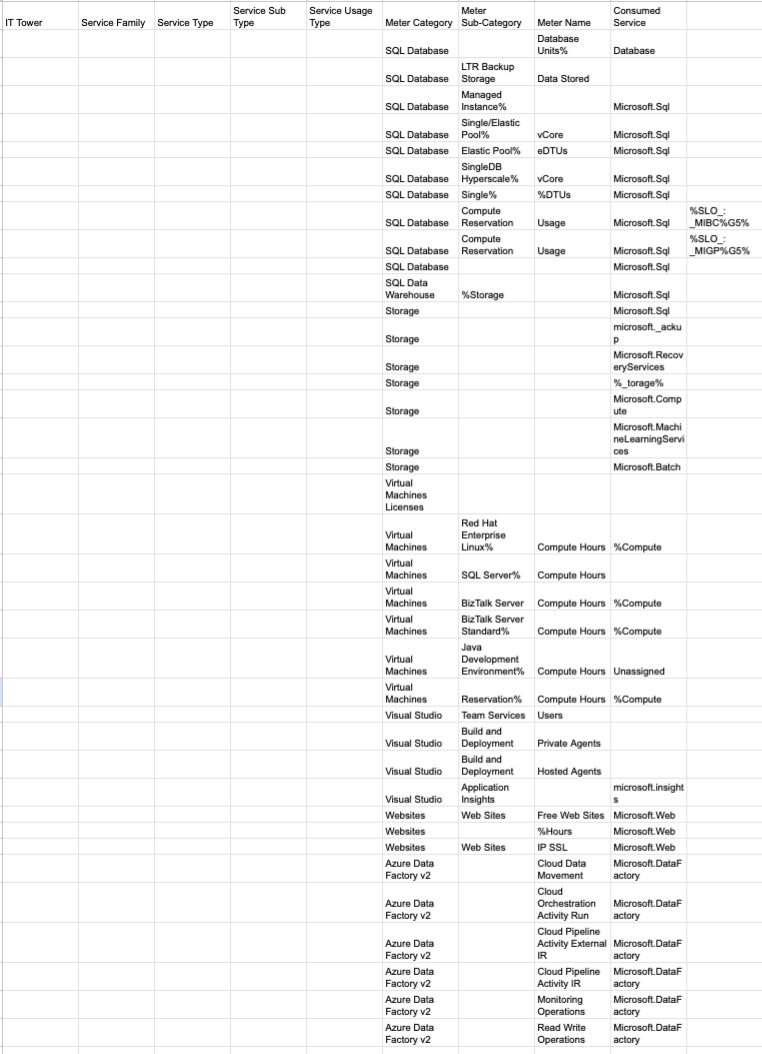 IT Tower Service Family Service Type Service Sub Type Service Usage Type Meter Category Meter Sub-Category Meter Name Consumed Service
SQL Database Database Units% Database
SQL Database LTR Backup Storage Data Stored
SQL Database Managed Instance% Microsoft.Sql
SQL Database Single/Elastic Pool% vCore Microsoft.Sql
SQL Database Elastic Pool% eDTUs Microsoft.Sql
SQL Database SingleDB Hyperscale% vCore Microsoft.Sql
SQL Database Single% %DTUs Microsoft.Sql
SQL Database Compute Reservation Usage Microsoft.Sql %SLO_:_MIBC%G5%
SQL Database Compute Reservation Usage Microsoft.Sql %SLO_:_MIGP%G5%
SQL Database Microsoft.Sql
SQL Data Warehouse %Storage Microsoft.Sql
Storage Microsoft.Sql
Storage microsoft._ackup
Storage Microsoft.RecoveryServices
Storage %_torage%
Storage Microsoft.Compute
Storage Microsoft.MachineLearningServices
Storage Microsoft.Batch
Virtual Machines Licenses
Virtual Machines Red Hat Enterprise Linux% Compute Hours %Compute
Virtual Machines SQL Server% Compute Hours
Virtual Machines BizTalk Server Compute Hours %Compute
Virtual Machines BizTalk Server Standard% Compute Hours %Compute
Virtual Machines Java Development Environment% Compute Hours Unassigned
Virtual Machines Reservation% Compute Hours %Compute
Visual Studio Team Services Users
Visual Studio Build and Deployment Private Agents
Visual Studio Build and Deployment Hosted Agents
Visual Studio Application Insights microsoft.insights
Websites Web Sites Free Web Sites Microsoft.Web
Websites %Hours Microsoft.Web
Websites Web Sites IP SSL Microsoft.Web
Azure Data Factory v2 Cloud Data Movement Microsoft.DataFactory
Azure Data Factory v2 Cloud Orchestration Activity Run Microsoft.DataFactory
Azure Data Factory v2 Cloud Pipeline Activity External IR Microsoft.DataFactory
Azure Data Factory v2 Cloud Pipeline Activity IR Microsoft.DataFactory
Azure Data Factory v2 Monitoring Operations Microsoft.DataFactory
Azure Data Factory v2 Read Write Operations Microsoft.DataFactory